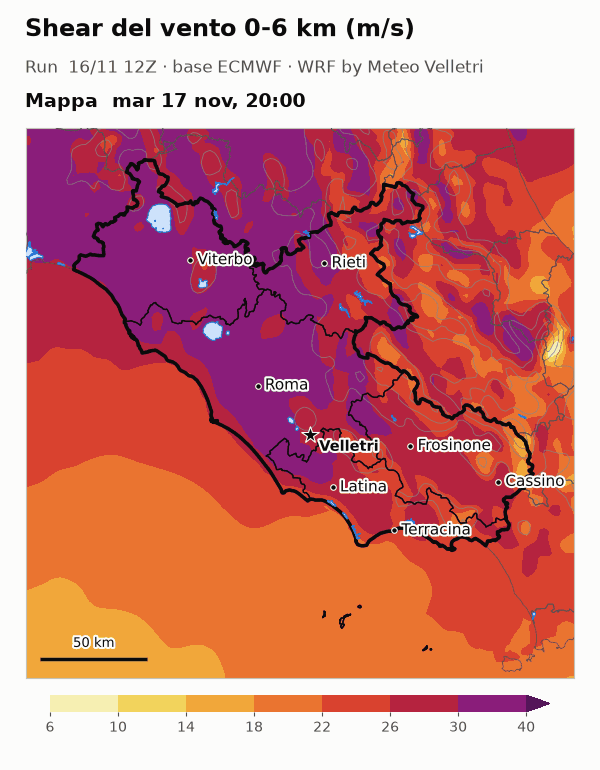 Shear del vento 0-6 km (m/s)
Run 16/11 12Z · base ECMWF · WRF by Meteo Velletri
Mappa mar 17 nov, 20:00
Viterbo
Rieti
Roma
Velletri
Frosinone
Cassino
Latina
Terracina
50 km
6 10 14 18 22 26 30 40